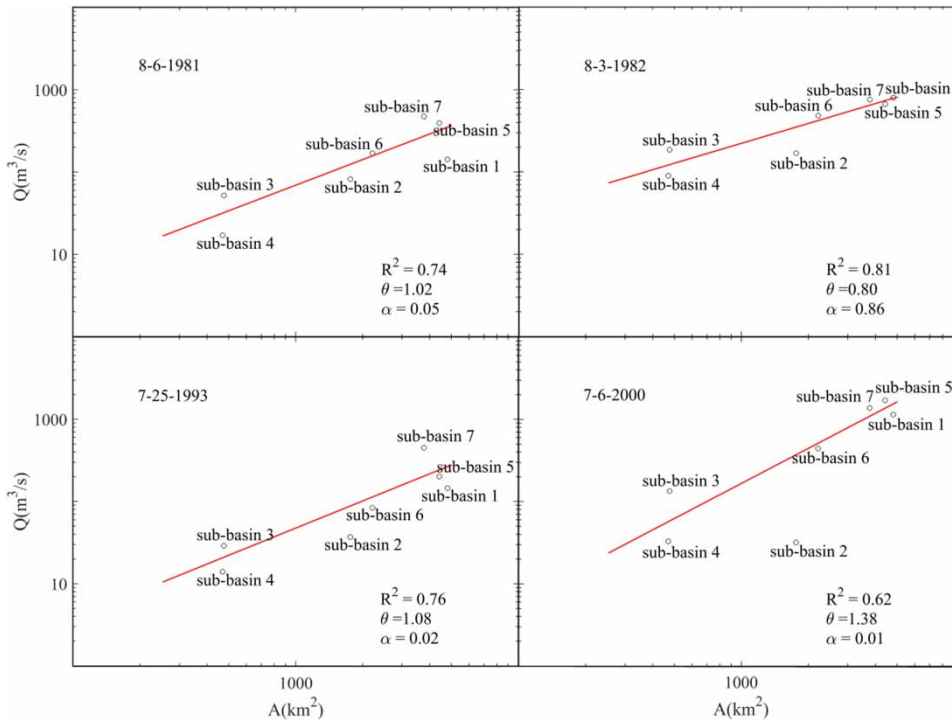 8-6-1981
1000
10
Q(m³/s)
sub-basin 7
sub-basin 5
sub-basin 6
sub-basin 1
sub-basin 3
sub-basin 2
sub-basin 4
R² = 0.74
θ =1.02
α = 0.05
8-3-1982
sub-basin 7
sub-basin
sub-basin 6
sub-basin 5
sub-basin 3
sub-basin 2
sub-basin 4
R² = 0.81
θ = 0.80
α = 0.86
7-25-1993
1000
10
Q(m³/s)
sub-basin 7
sub-basin 5
sub-basin 1
sub-basin 6
sub-basin 3
sub-basin 2
sub-basin 4
R² = 0.76
θ =1.08
α = 0.02
1000
A(km²)
7-6-2000
sub-basin 5
sub-basin 7
sub-basin 1
sub-basin 6
sub-basin 3
sub-basin 4
sub-basin 2
R² = 0.62
θ =1.38
α = 0.01
1000
A(km²)